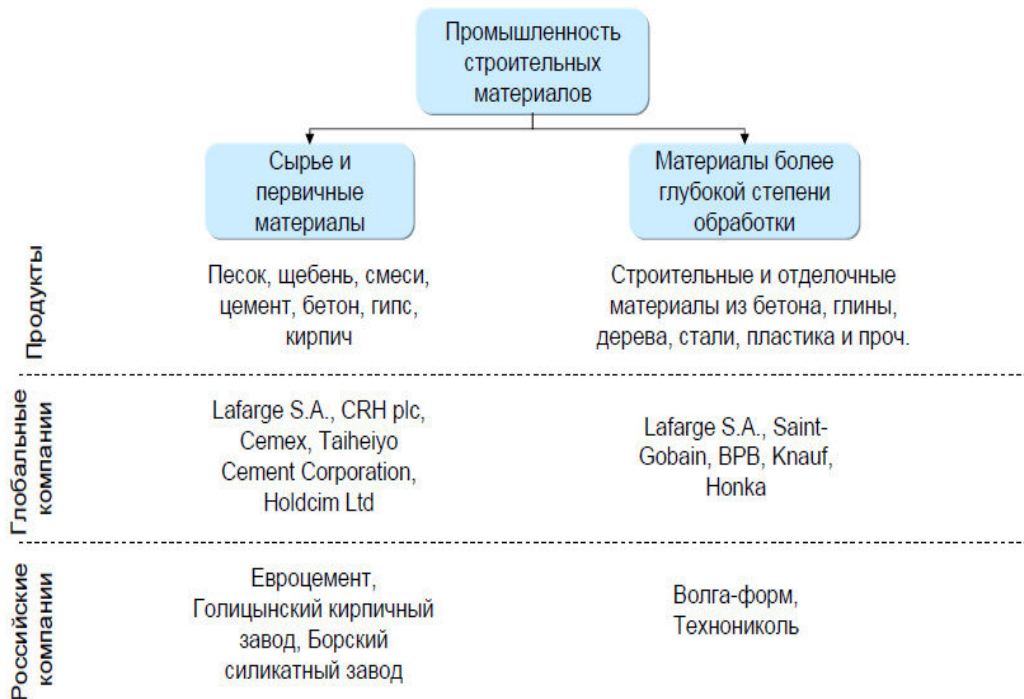 Промышленность
строительных
материалов
Сырье и
первичные
материалы
Материалы более
глубокой степени
обработки
Продукты
Песок, щебень, смеси,
цемент, бетон, гипс,
кирпич
Строительные и отделочные
материалы из бетона, глины,
дерева, стали, пластика и проч.
Глобальные
компании
Lafarge S.A., CRH plc,
Cemex, Taiheiyo
Cement Corporation,
Holdcim Ltd
Lafarge S.A., Saint-
Gobain, BPB, Knauf,
Honka
Российские
компании
Евроцемент,
Голицынский кирпичный
завод, Борский
силикатный завод
Волга-форм,
Технониколь